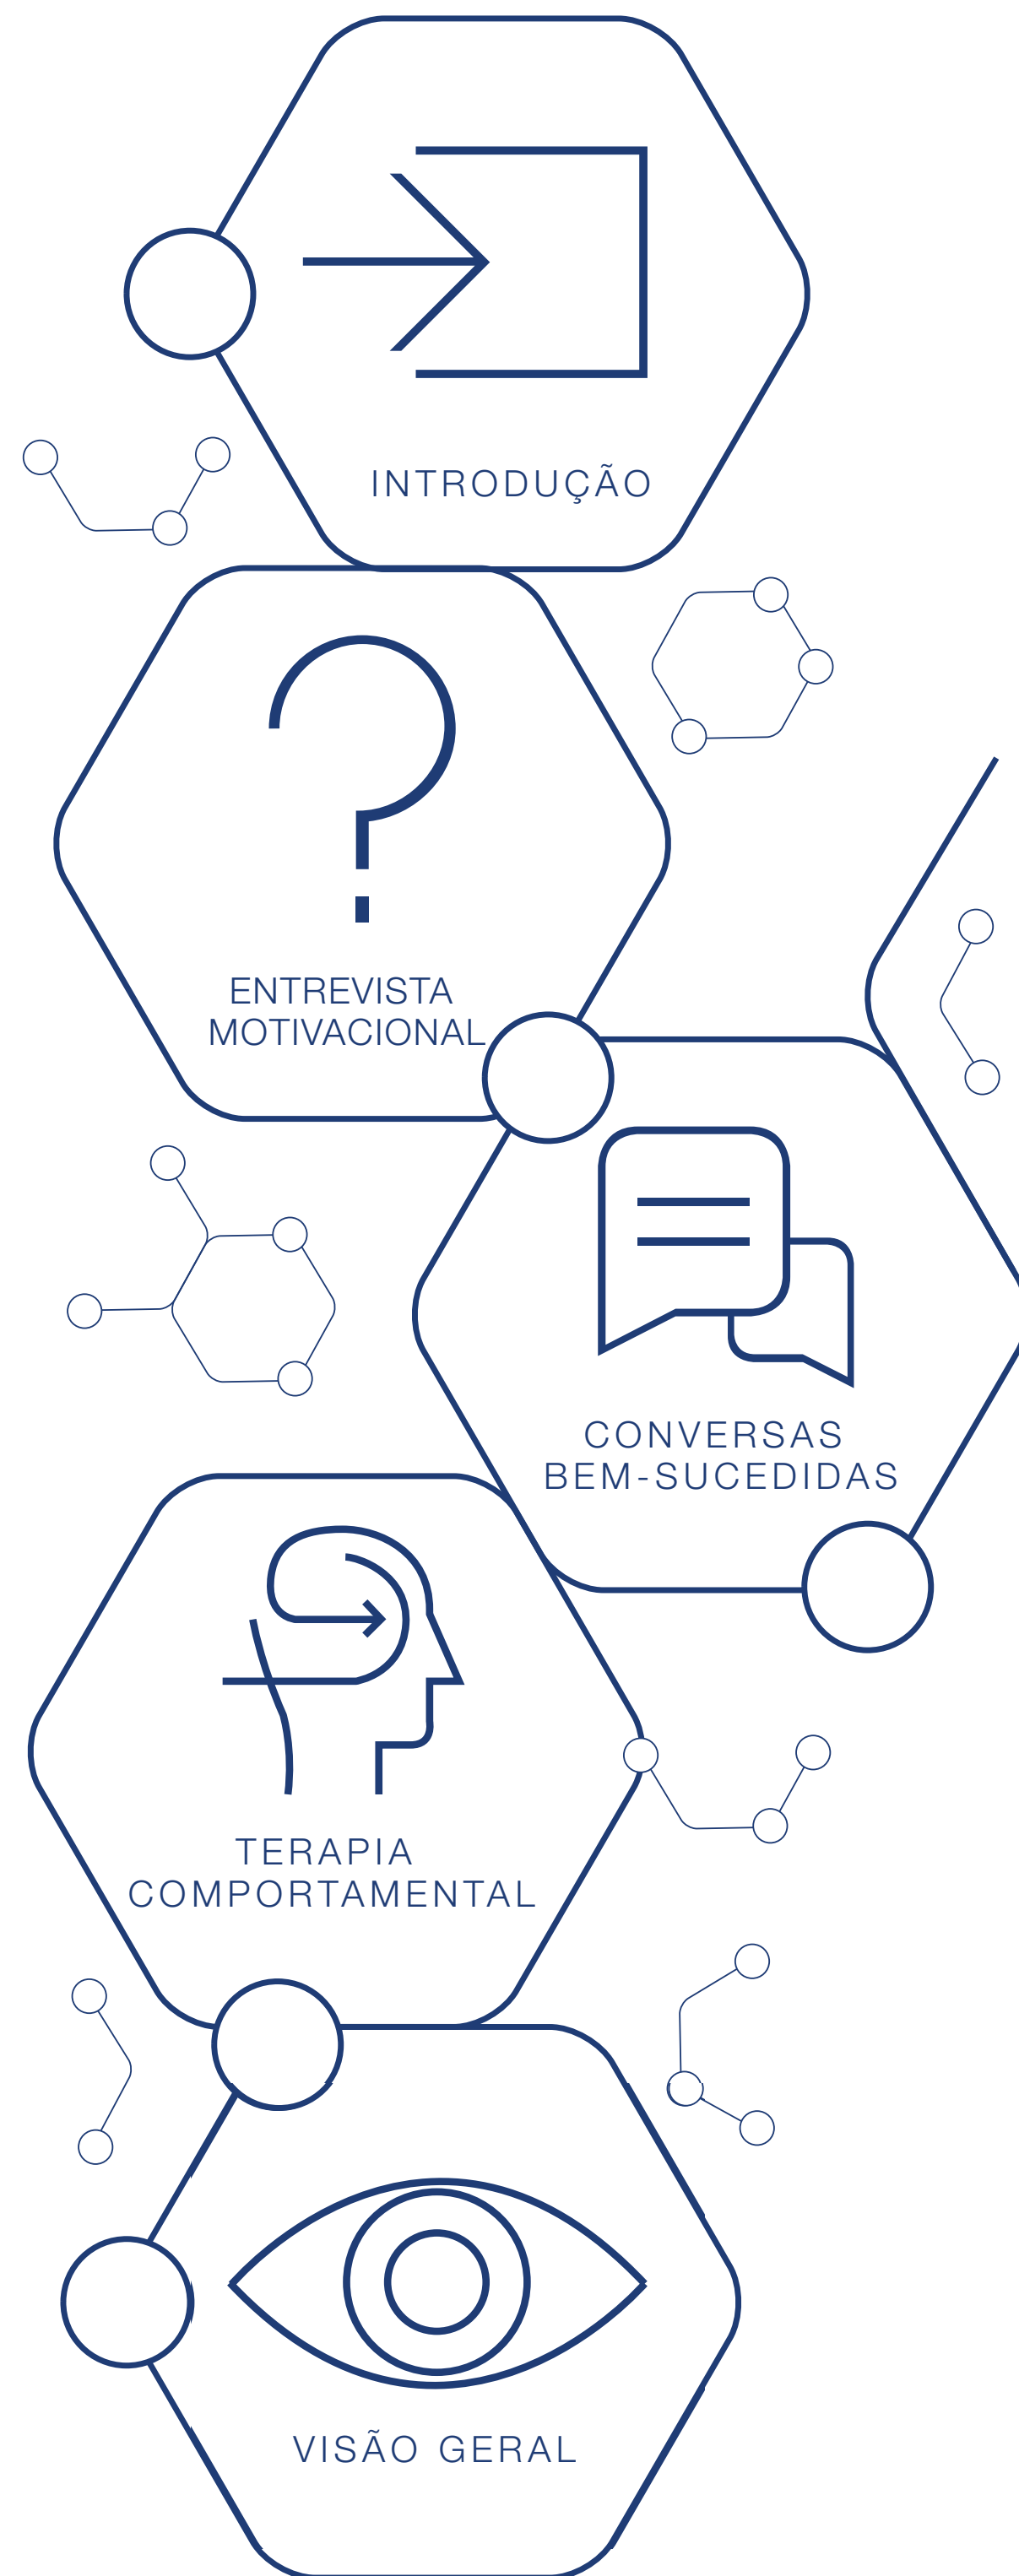 INTRODUÇÃO
ENTREVISTA
MOTIVACIONAL
CONVERSAS
BEM-SUCEDIDAS
TERAPIA
COMPORTAMENTAL
VISÃO GERAL